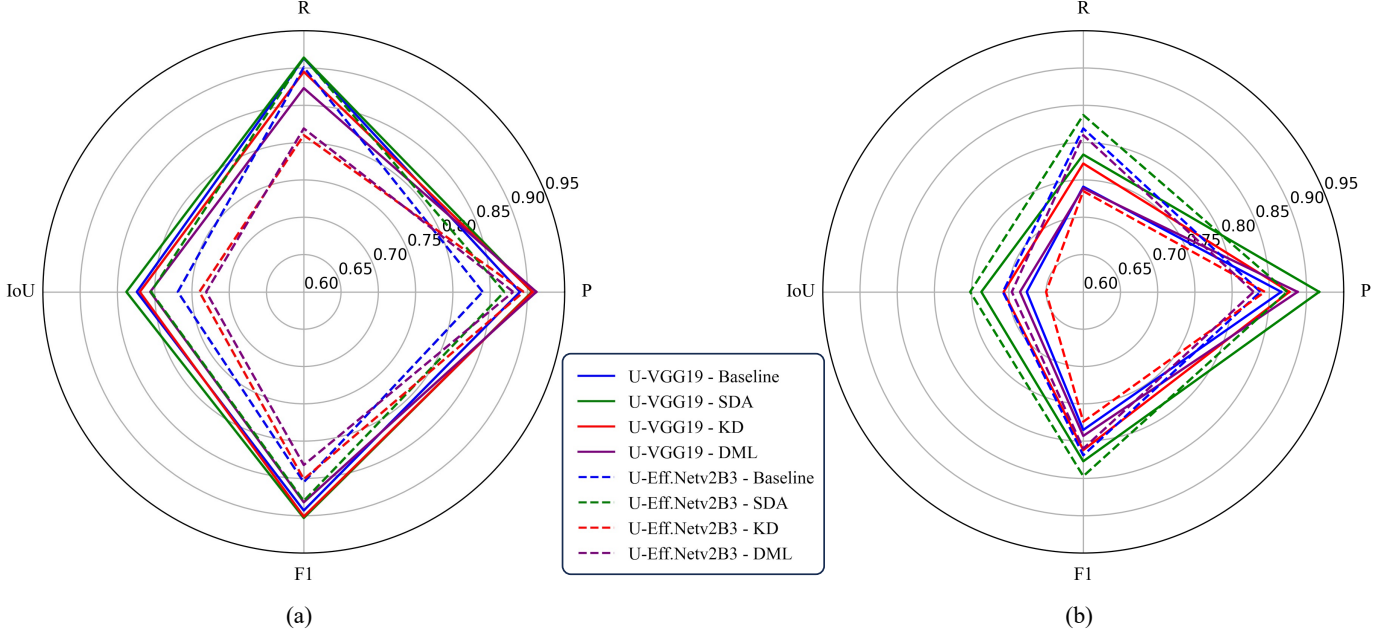 R
R
0.95
0.90
0.85
0.80
0.75
0.70
0.65
0.60
0.95
0.90
0.85
0.80
0.75
0.70
0.65
0.60
IoU
P
IoU
P
U-VGG19 - Baseline
U-VGG19 - SDA
U-VGG19 - KD
U-VGG19 - DML
U-Eff.Netv2B3 - Baseline
U-Eff.Netv2B3 - SDA
U-Eff.Netv2B3 - KD
U-Eff.Netv2B3 - DML
F1
F1
(a)
(b)